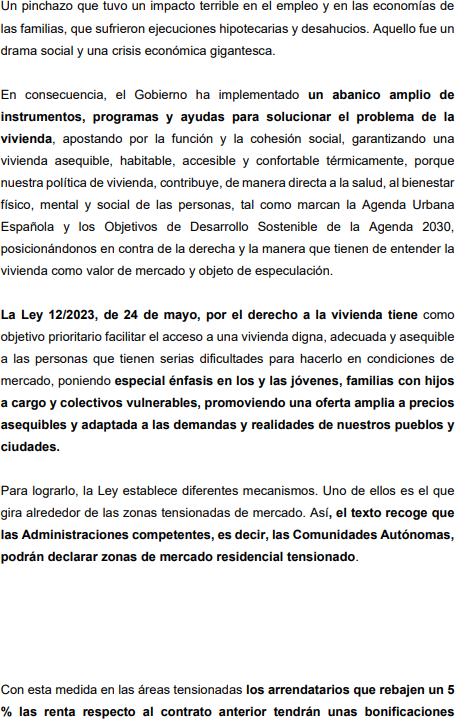 Un pinchazo que tuvo un impacto terrible en el empleo y en las economías de
las familias, que sufrieron ejecuciones hipotecarias y desahucios. Aquello fue un
drama social y una crisis económica gigantesca.
En consecuencia, el Gobierno ha implementado un abanico amplio de
instrumentos, programas y ayudas para solucionar el problema de la
vivienda, apostando por la función y la cohesión social, garantizando una
vivienda asequible, habitable, accesible y confortable térmicamente, porque
nuestra política de vivienda, contribuye, de manera directa a la salud, al bienestar
físico, mental y social de las personas, tal como marcan la Agenda Urbana
Española y los Objetivos de Desarrollo Sostenible de la Agenda 2030,
posicionándonos en contra de la derecha y la manera que tienen de entender la
vivienda como valor de mercado y objeto de especulación.
La Ley 12/2023, de 24 de mayo, por el derecho a la vivienda tiene como
objetivo prioritario facilitar el acceso a una vivienda digna, adecuada y asequible
a las personas que tienen serias dificultades para hacerlo en condiciones de
mercado, poniendo especial énfasis en los y las jóvenes, familias con hijos
a cargo y colectivos vulnerables, promoviendo una oferta amplia a precios
asequibles y adaptada a las demandas y realidades de nuestros pueblos y
ciudades.
Para lograrlo, la Ley establece diferentes mecanismos. Uno de ellos es el que
gira alrededor de las zonas tensionadas de mercado. Así, el texto recoge que
las Administraciones competentes, es decir, las Comunidades Autónomas,
podrán declarar zonas de mercado residencial tensionado.
Con esta medida en las áreas tensionadas los arrendatarios que rebajen un 5
% las renta respecto al contrato anterior tendrán unas bonificaciones